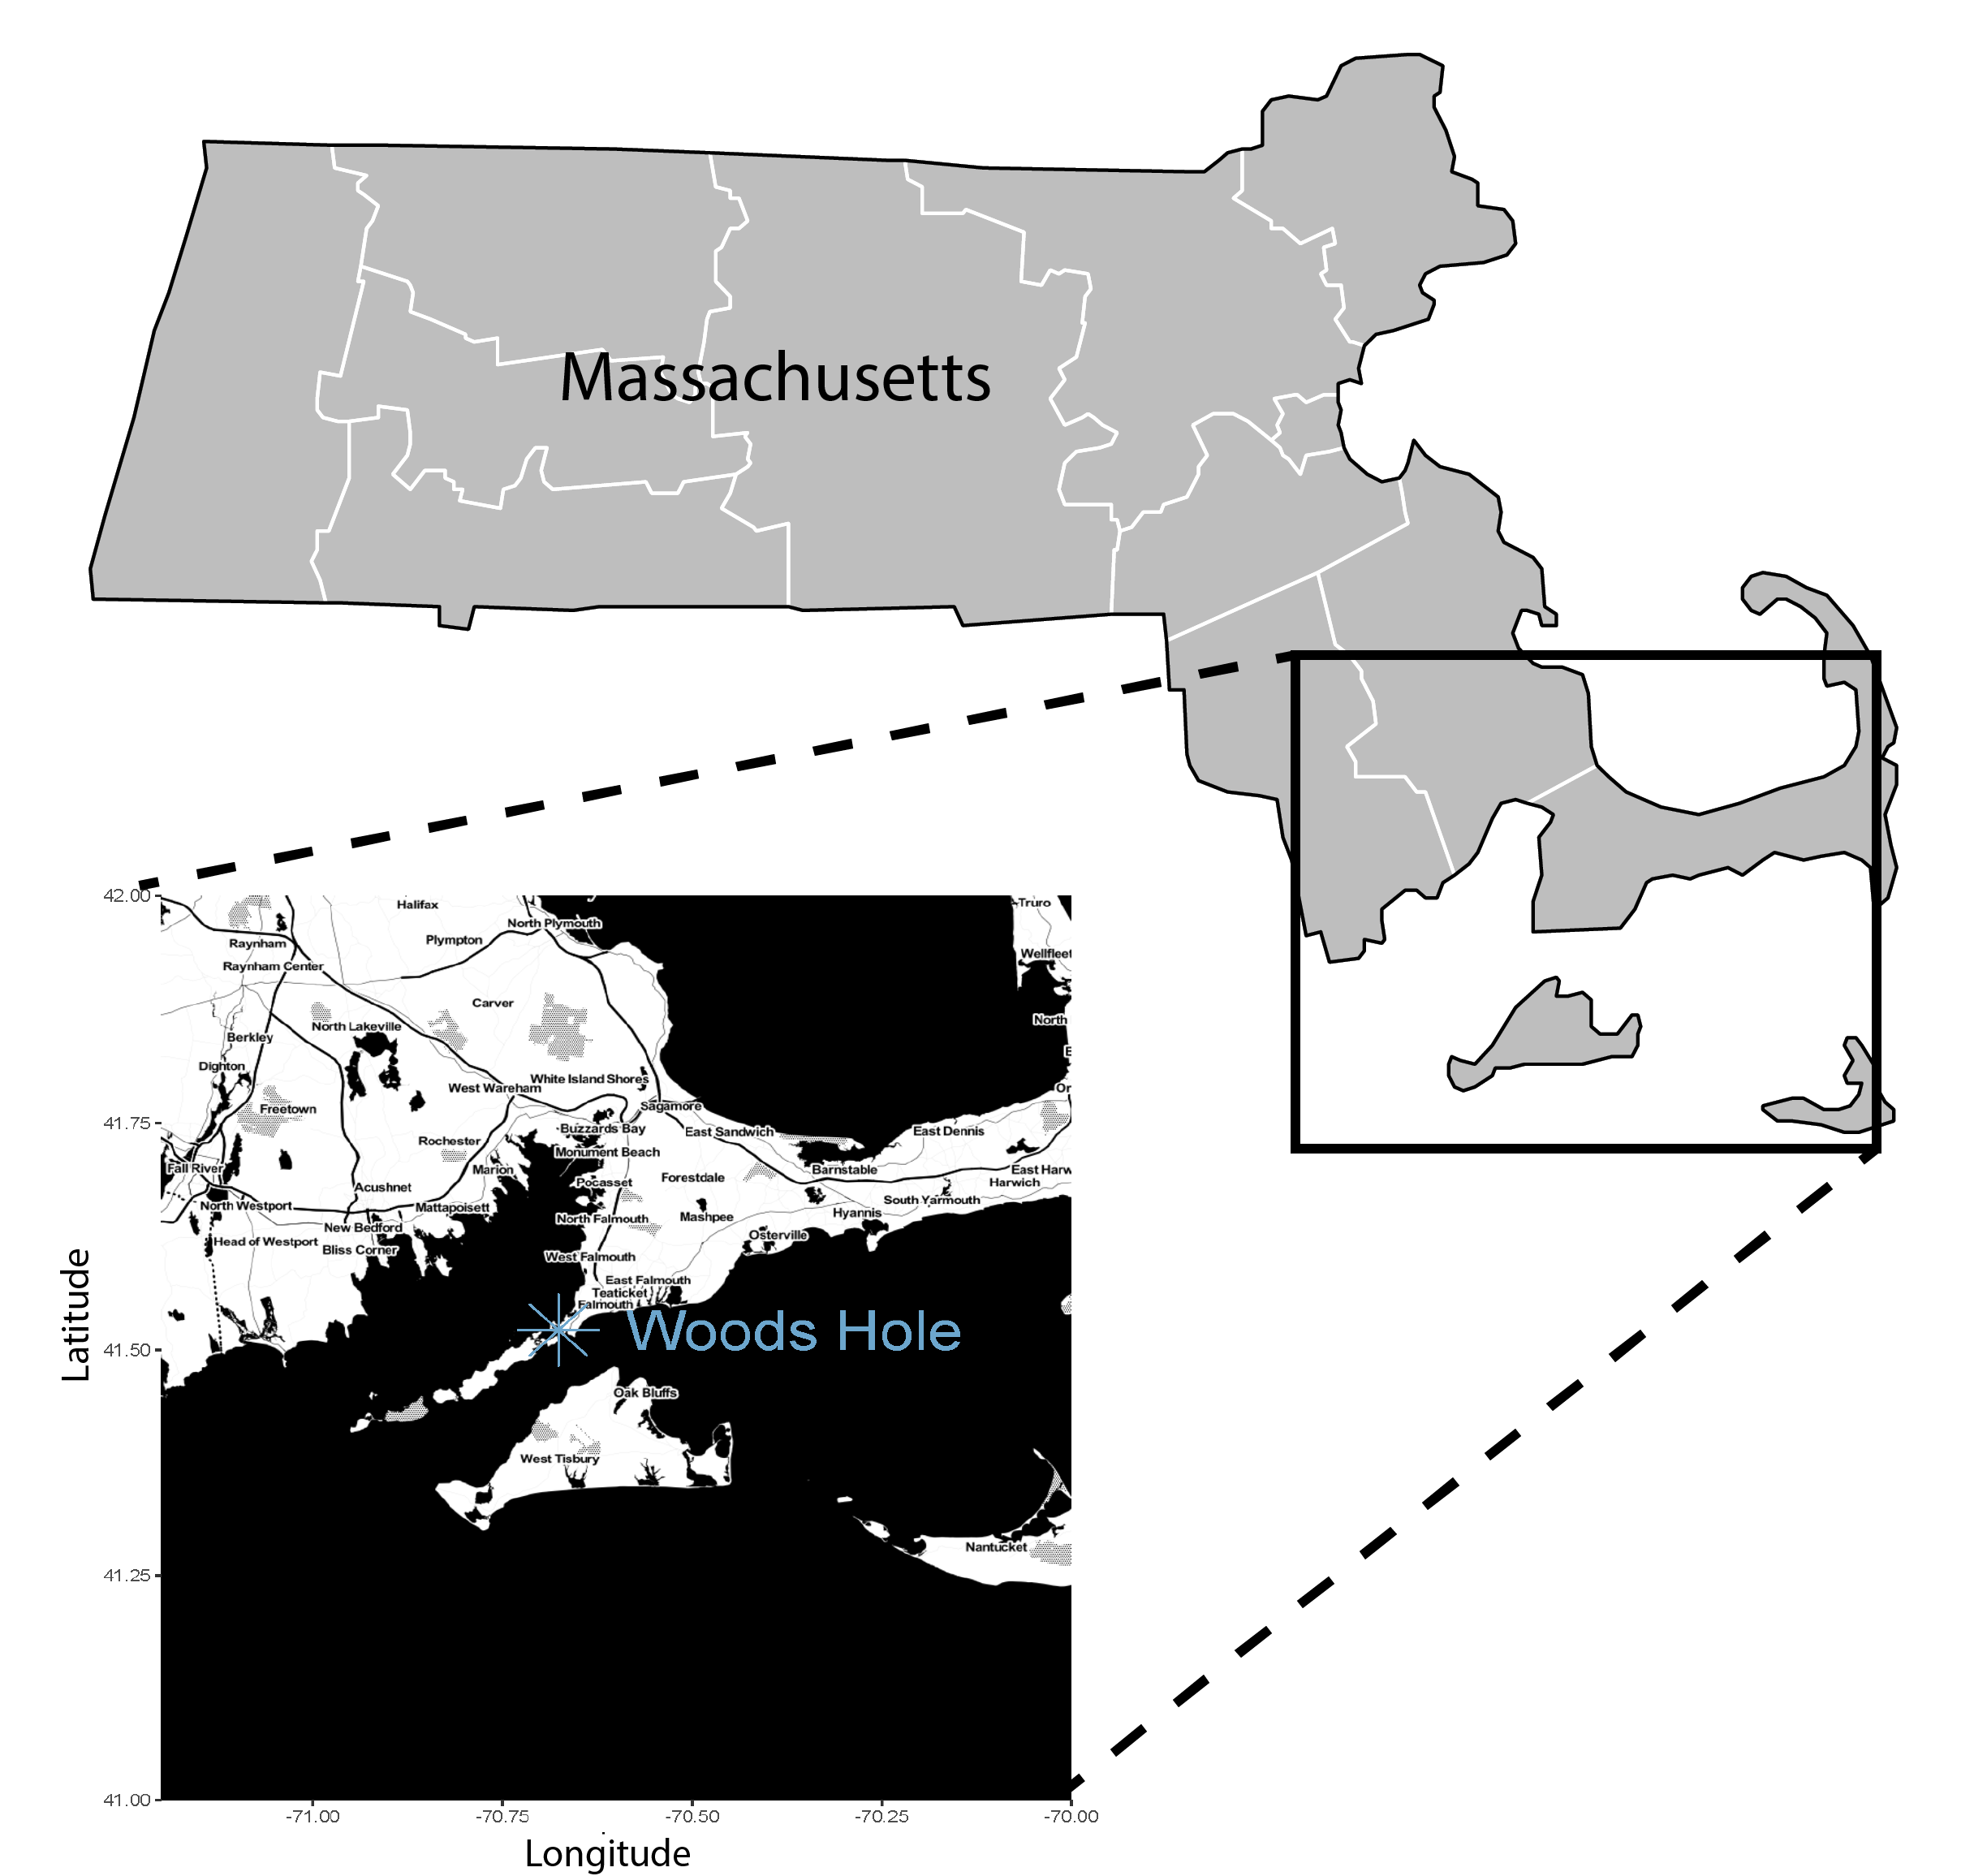 Massachusetts
42.00
41.75
41.50
41.25
41.00
Latitude
Halifax
Truro
North Plymouth
Plympton
Raynham
Wellfleet
Raynham Center
Carver
North
North Lakeville
Berkley
E
Dighton
White Island Shores
West Wareham
Or
Sagamore
Freetown
Buzzards Bay
East Sandwich
East Dennis
Rochester
Monument Beach
Fall River
Marion
Barnstable
East Harw
Forestdale
Pocasset
Harwich
Acushnet
South Yarmouth
North Westport
Mattapoisett
Hyannis
North Falmouth
Mashpee
New Bedford
Osterville
Head of Westport
Bliss Corner
West Falmouth
East Falmouth
Teaticket
Falmouth
Woods Hole
Oak Bluffs
West Tisbury
Nantucket
-71.00
-70.75
-70.50
-70.25
-70.00
Longitude